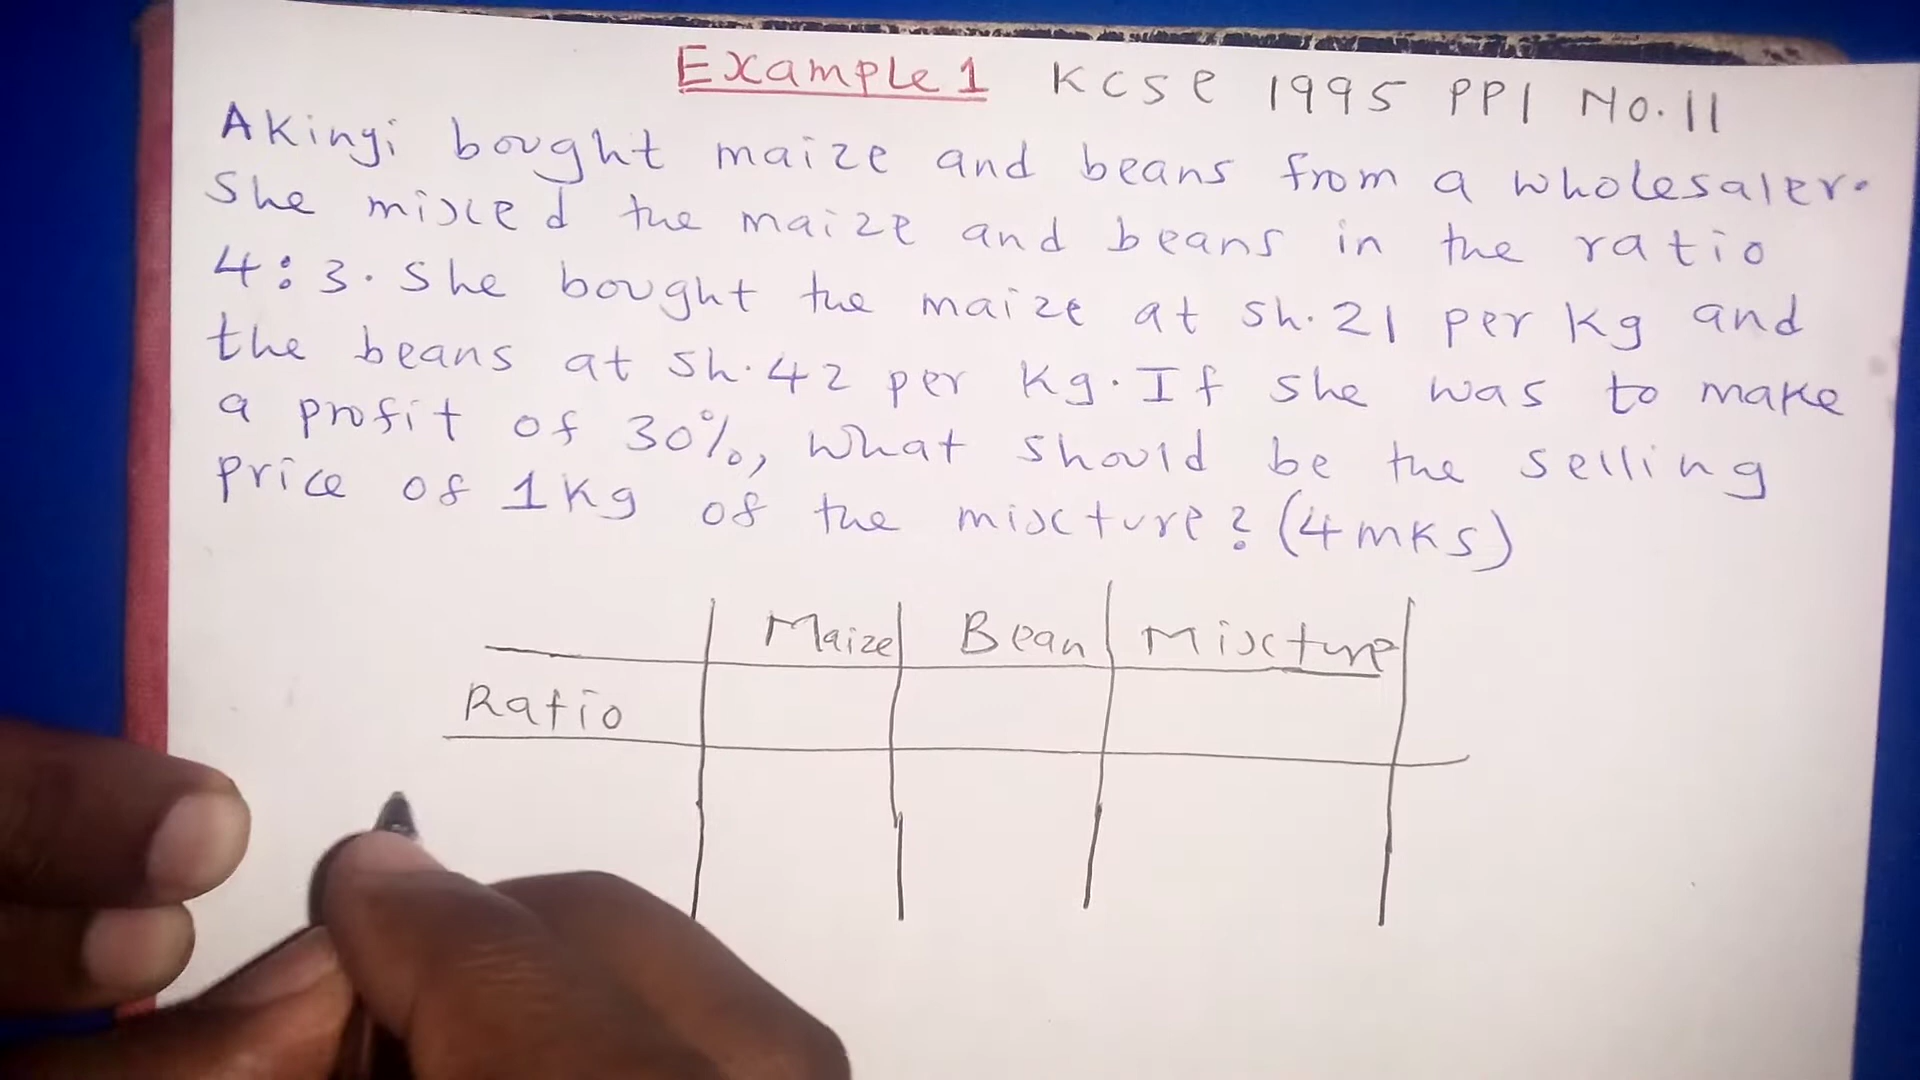 Example 1 KCSE 1995 PP1 No. 11
Akinyi bought maize and beans from a wholesaler.
She mixed the maize and beans in the ratio
4:3. She bought the maize at sh.21 per kg and
the beans at sh.42 per kg. If she was to make
a profit of 30%, what should be the selling
price of 1kg of the mixture? (4mks)
Maize Bean Mixture
Ratio